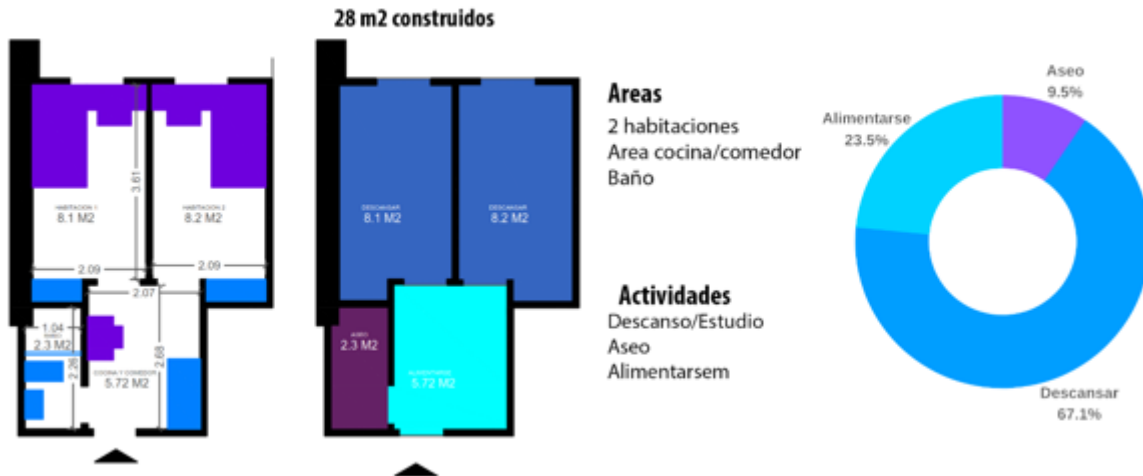 28 m2 construidos
3.61
HABITACION 1
8.1 M2
HABITACION 2
8.2 M2
2.09
2.09
2.07
1.04
ASEO
2.3 M2
2.26
2.68
COCINA Y COMEDOR
5.72 M2
DESCANSAR
8.1 M2
DESCANSAR
8.2 M2
ASEO
2.3 M2
ALIMENTARSE
5.72 M2
Areas
2 habitaciones
Area cocina/comedor
Baño
Actividades
Descanso/Estudio
Aseo
Alimentarsem
Aseo
9.5%
Alimentarse
23.5%
Descansar
67.1%